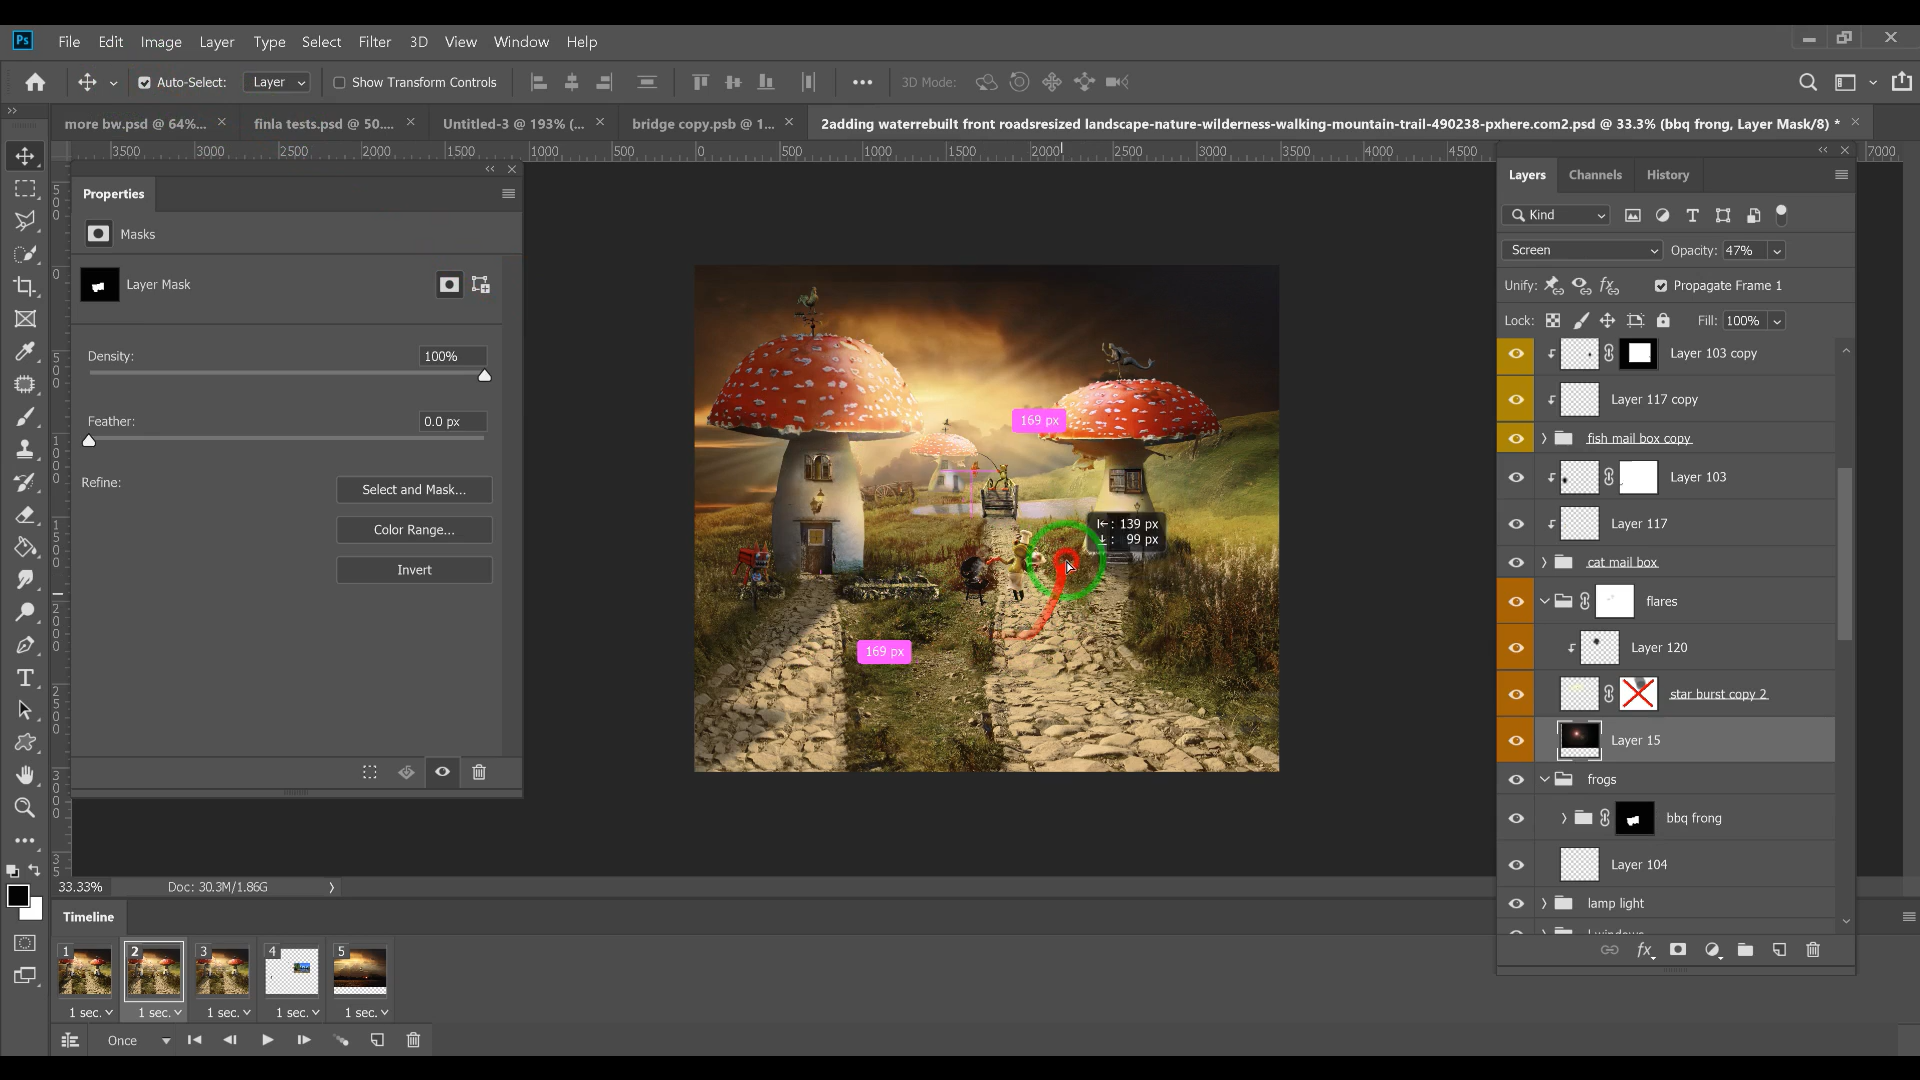 Ps
File Edit Image Layer Type Select Filter 3D View Window Help
Auto-Select: Layer Show Transform Controls 3D Mode:
more bw.psd @ 64%... finla tests.psd @ 50.... Untitled-3 @ 193% (... bridge copy.psb @ 1... 2adding waterrebuilt front roadsresized landscape-nature-wilderness-walking-mountain-trail-490238-pxhere.com2.psd @ 33.3% (bbq frong, Layer Mask/8) *
3500 3000 2500 2000 1500 1000 500 0 500 1000 1500 2000 2500 3000 3500 4000 4500 7000
Properties
Masks
Layer Mask
Density: 100%
Feather: 0.0 px
Refine:
Select and Mask...
Color Range...
Invert
169 px
139 px
99 px
169 px
Layers Channels History
Kind
Screen Opacity: 47%
Unify: Propagate Frame 1
Lock: Fill: 100%
Layer 103 copy
Layer 117 copy
fish mail box copy
Layer 103
Layer 117
cat mail box
flares
Layer 120
star burst copy 2
Layer 15
frogs
bbq frong
Layer 104
lamp light
33.33% Doc: 30.3M/1.86G
Timeline
1 2 3 4 5
1 sec. 1 sec. 1 sec. 1 sec. 1 sec.
Once